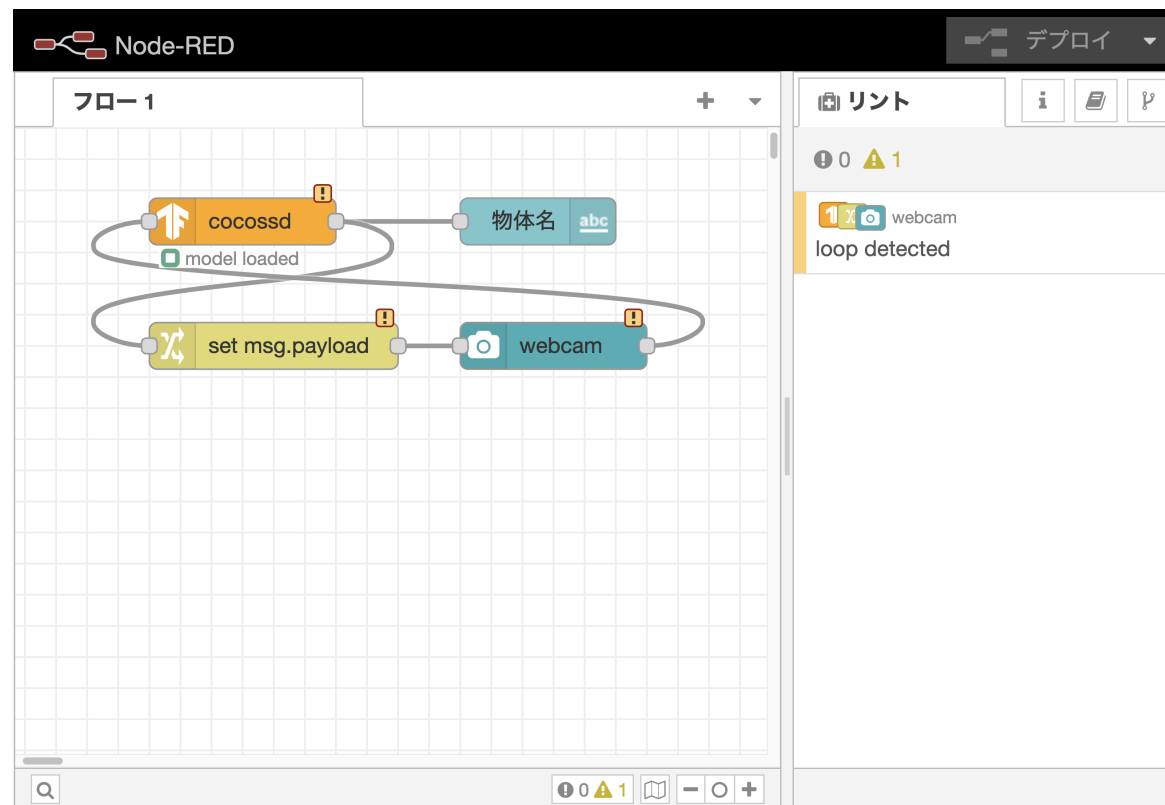 Node-RED
デプロイ
フロー 1
リント
0 1
cocossd
物体名
abc
model loaded
webcam
loop detected
set msg.payload
webcam
0 1